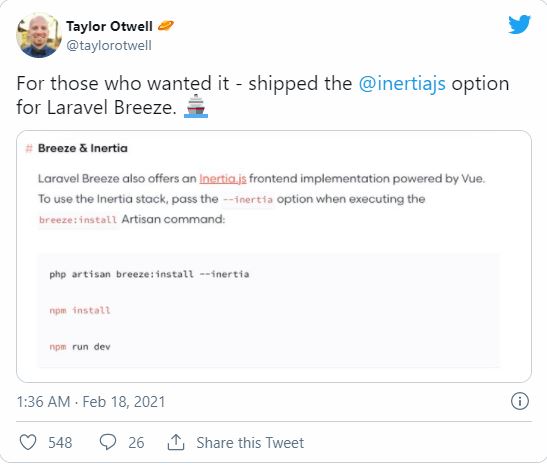 Taylor Otwell
@taylorotwell
For those who wanted it - shipped the @inertiajs option
for Laravel Breeze.
# Breeze & Inertia
Laravel Breeze also offers an Inertia.js frontend implementation powered by Vue.
To use the Inertia stack, pass the --inertia option when executing the
breeze:install Artisan command:
php artisan breeze:install --inertia
npm install
npm run dev
1:36 AM · Feb 18, 2021
548 26 Share this Tweet